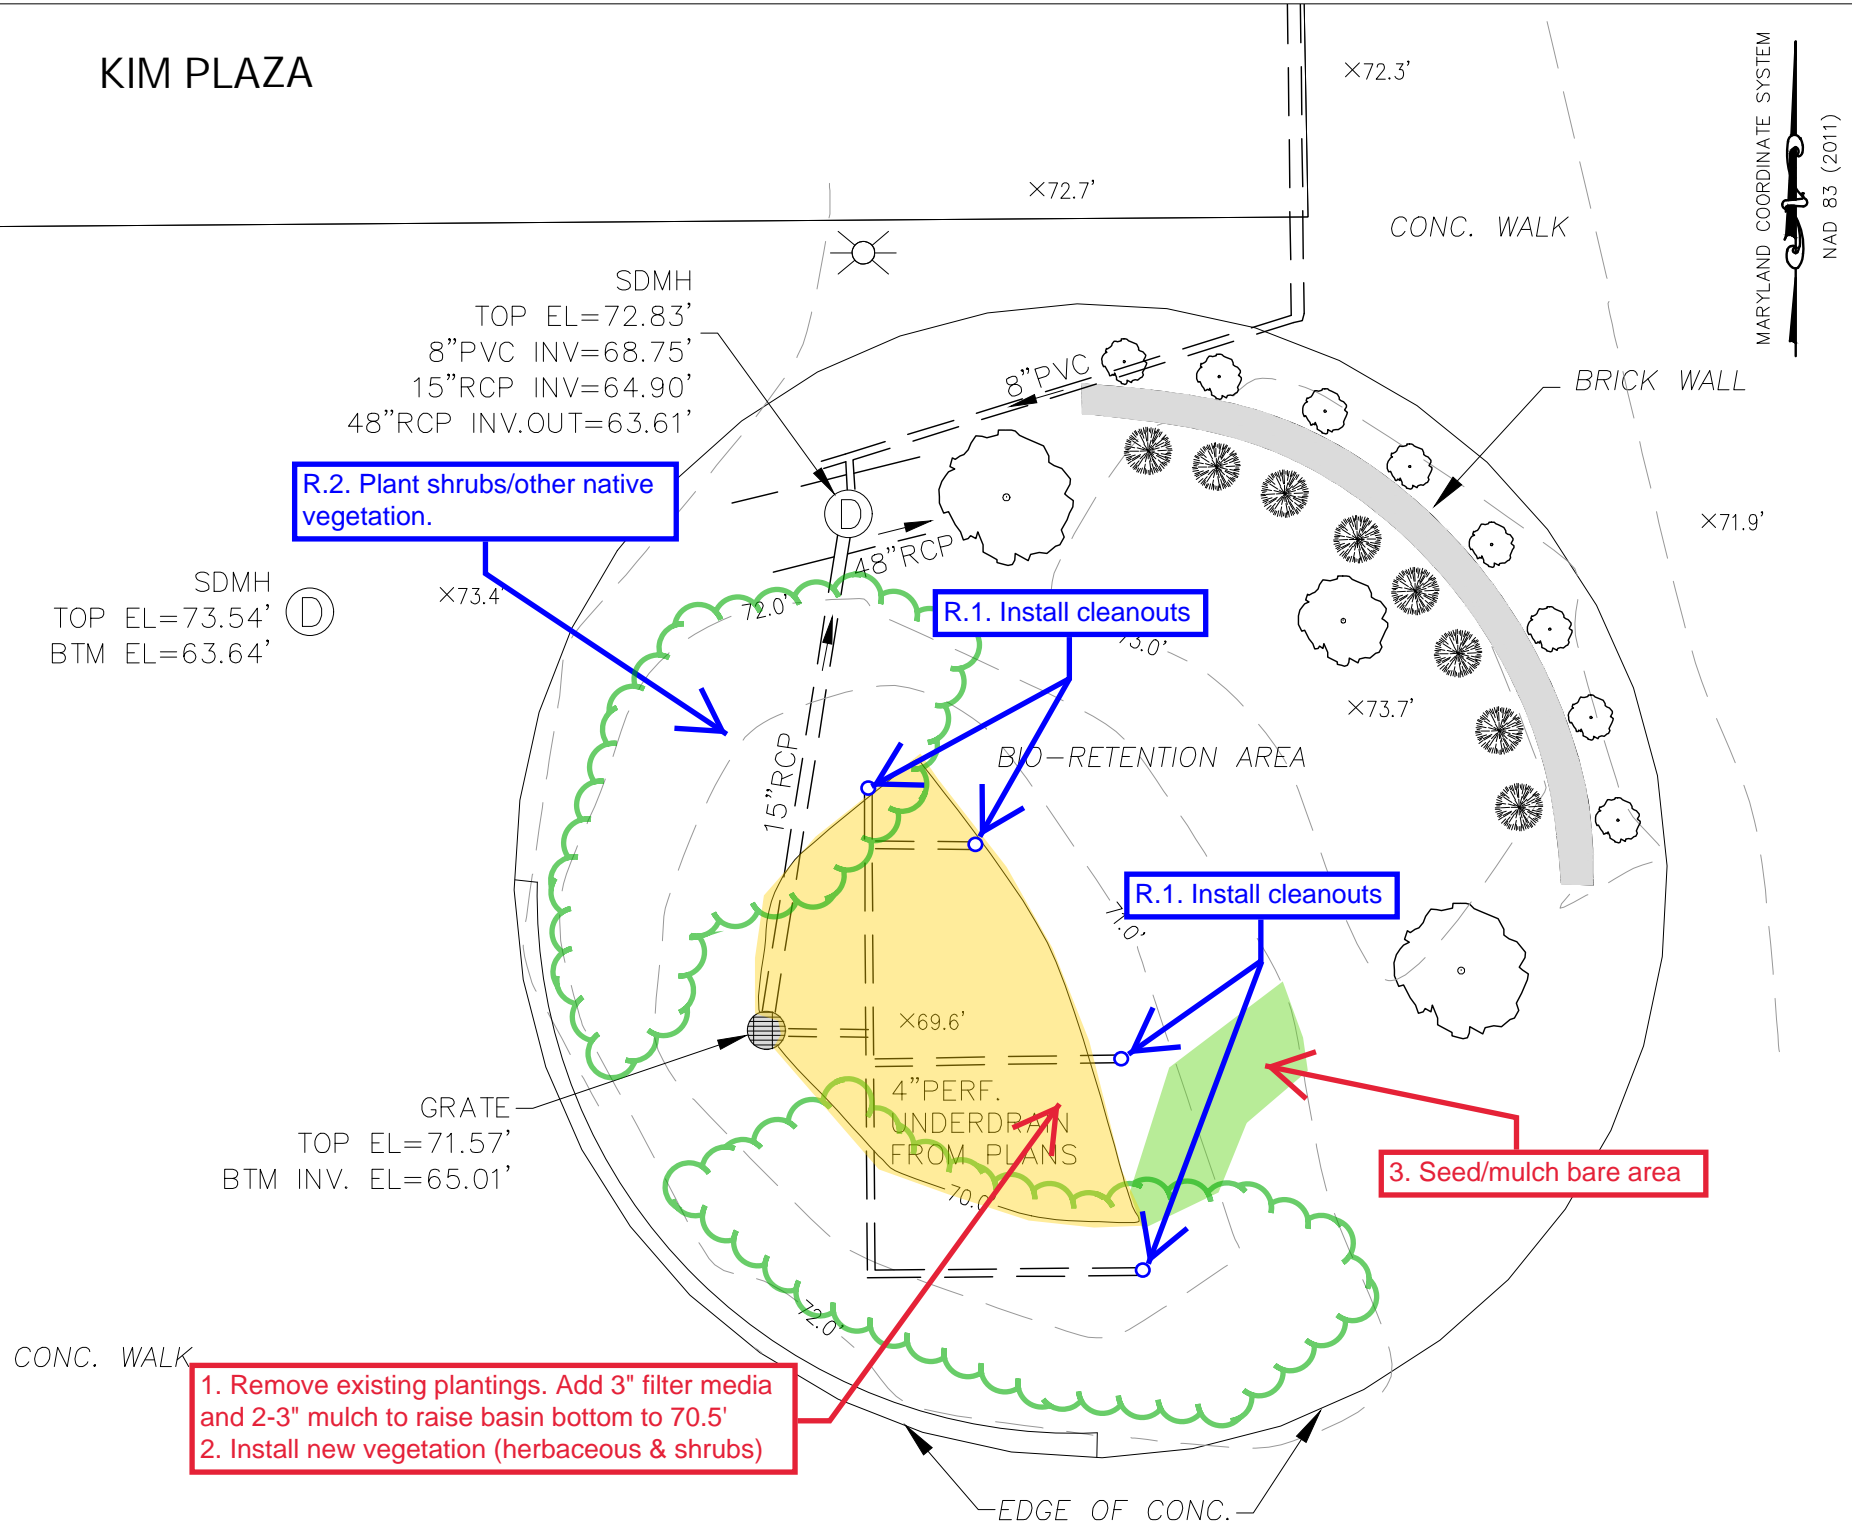 KIM PLAZA
×72.3'
MARYLAND COORDINATE SYSTEM
NAD 83 (2011)
×72.7'
CONC. WALK
SDMH
TOP EL=72.83'
8"PVC INV=68.75'
15"RCP INV=64.90'
48"RCP INV.OUT=63.61'
8"PVC
BRICK WALL
R.2. Plant shrubs/other native
vegetation.
D
×71.9'
48"RCP
SDMH
TOP EL=73.54'
BTM EL=63.64'
D
×73.4'
72.0'
R.1. Install cleanouts
73.0'
×73.7'
15"RCP
BIO-RETENTION AREA
R.1. Install cleanouts
71.0'
×69.6'
4"PERF.
UNDERDRAIN
FROM PLANS
GRATE
TOP EL=71.57'
BTM INV. EL=65.01'
70.0'
3. Seed/mulch bare area
72.0'
CONC. WALK
1. Remove existing plantings. Add 3" filter media
and 2-3" mulch to raise basin bottom to 70.5'
2. Install new vegetation (herbaceous & shrubs)
EDGE OF CONC.